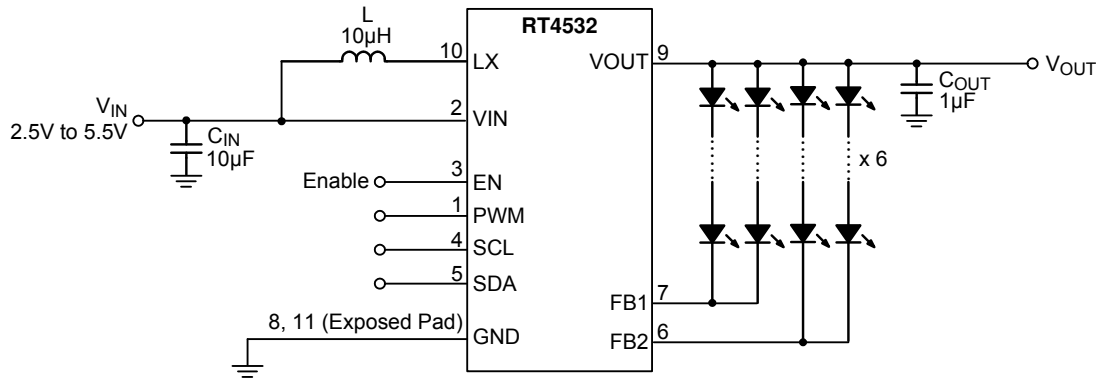 L
10μH
RT4532
10
LX
VOUT
9
V_OUT
V_IN
2.5V to 5.5V
2
VIN
C_IN
10μF
C_OUT
1μF
x 6
Enable
3
EN
1
PWM
4
SCL
5
SDA
FB1
7
8, 11 (Exposed Pad)
GND
FB2
6